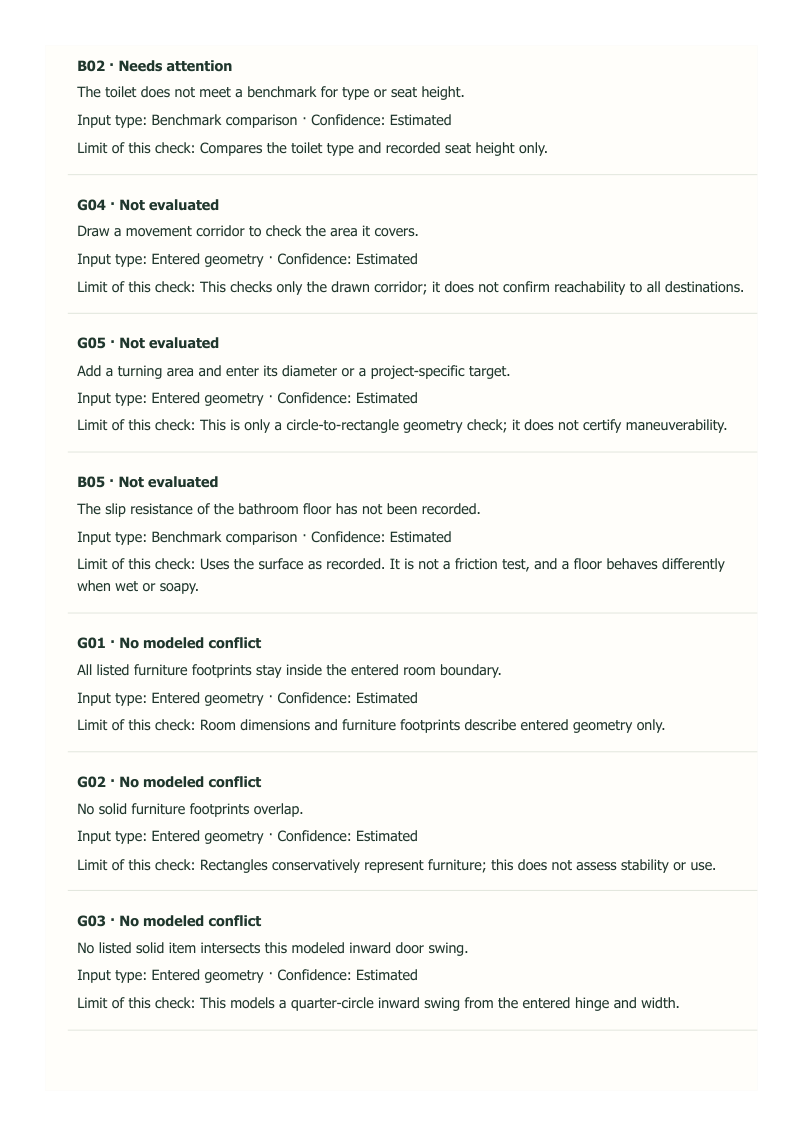 B02 · Needs attention
The toilet does not meet a benchmark for type or seat height.
Input type: Benchmark comparison · Confidence: Estimated
Limit of this check: Compares the toilet type and recorded seat height only.
G04 · Not evaluated
Draw a movement corridor to check the area it covers.
Input type: Entered geometry · Confidence: Estimated
Limit of this check: This checks only the drawn corridor; it does not confirm reachability to all destinations.
G05 · Not evaluated
Add a turning area and enter its diameter or a project-specific target.
Input type: Entered geometry · Confidence: Estimated
Limit of this check: This is only a circle-to-rectangle geometry check; it does not certify maneuverability.
B05 · Not evaluated
The slip resistance of the bathroom floor has not been recorded.
Input type: Benchmark comparison · Confidence: Estimated
Limit of this check: Uses the surface as recorded. It is not a friction test, and a floor behaves differently
when wet or soapy.
G01 · No modeled conflict
All listed furniture footprints stay inside the entered room boundary.
Input type: Entered geometry · Confidence: Estimated
Limit of this check: Room dimensions and furniture footprints describe entered geometry only.
G02 · No modeled conflict
No solid furniture footprints overlap.
Input type: Entered geometry · Confidence: Estimated
Limit of this check: Rectangles conservatively represent furniture; this does not assess stability or use.
G03 · No modeled conflict
No listed solid item intersects this modeled inward door swing.
Input type: Entered geometry · Confidence: Estimated
Limit of this check: This models a quarter-circle inward swing from the entered hinge and width.